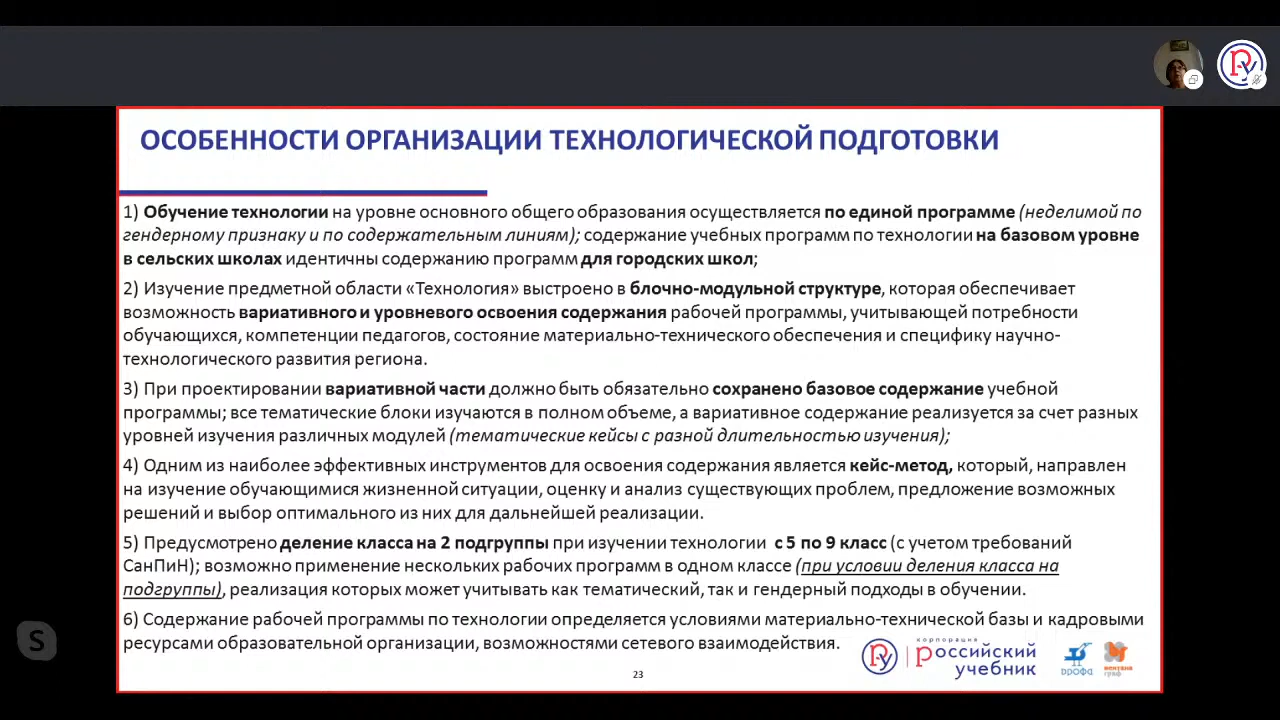 ОСОБЕННОСТИ ОРГАНИЗАЦИИ ТЕХНОЛОГИЧЕСКОЙ ПОДГОТОВКИ
1) Обучение технологии на уровне основного общего образования осуществляется по единой программе (неделимой по
гендерному признаку и по содержательным линиям); содержание учебных программ по технологии на базовом уровне
в сельских школах идентичны содержанию программ для городских школ;
2) Изучение предметной области «Технология» выстроено в блочно-модульной структуре, которая обеспечивает
возможность вариативного и уровневого освоения содержания рабочей программы, учитывающей потребности
обучающихся, компетенции педагогов, состояние материально-технического обеспечения и специфику научно-
технологического развития региона.
3) При проектировании вариативной части должно быть обязательно сохранено базовое содержание учебной
программы; все тематические блоки изучаются в полном объеме, а вариативное содержание реализуется за счет разных
уровней изучения различных модулей (тематические кейсы с разной длительностью изучения);
4) Одним из наиболее эффективных инструментов для освоения содержания является кейс-метод, который, направлен
на изучение обучающимися жизненной ситуации, оценку и анализ существующих проблем, предложение возможных
решений и выбор оптимального из них для дальнейшей реализации.
5) Предусмотрено деление класса на 2 подгруппы при изучении технологии с 5 по 9 класс (с учетом требований
СанПиН); возможно применение нескольких рабочих программ в одном классе (при условии деления класса на
подгруппы), реализация которых может учитывать как тематический, так и гендерный подходы в обучении.
6) Содержание рабочей программы по технологии определяется условиями материально-технической базы и кадровыми
ресурсами образовательной организации, возможностями сетевого взаимодействия.
корпорация
российский
учебник
дрофа
вентана
граф
23
S